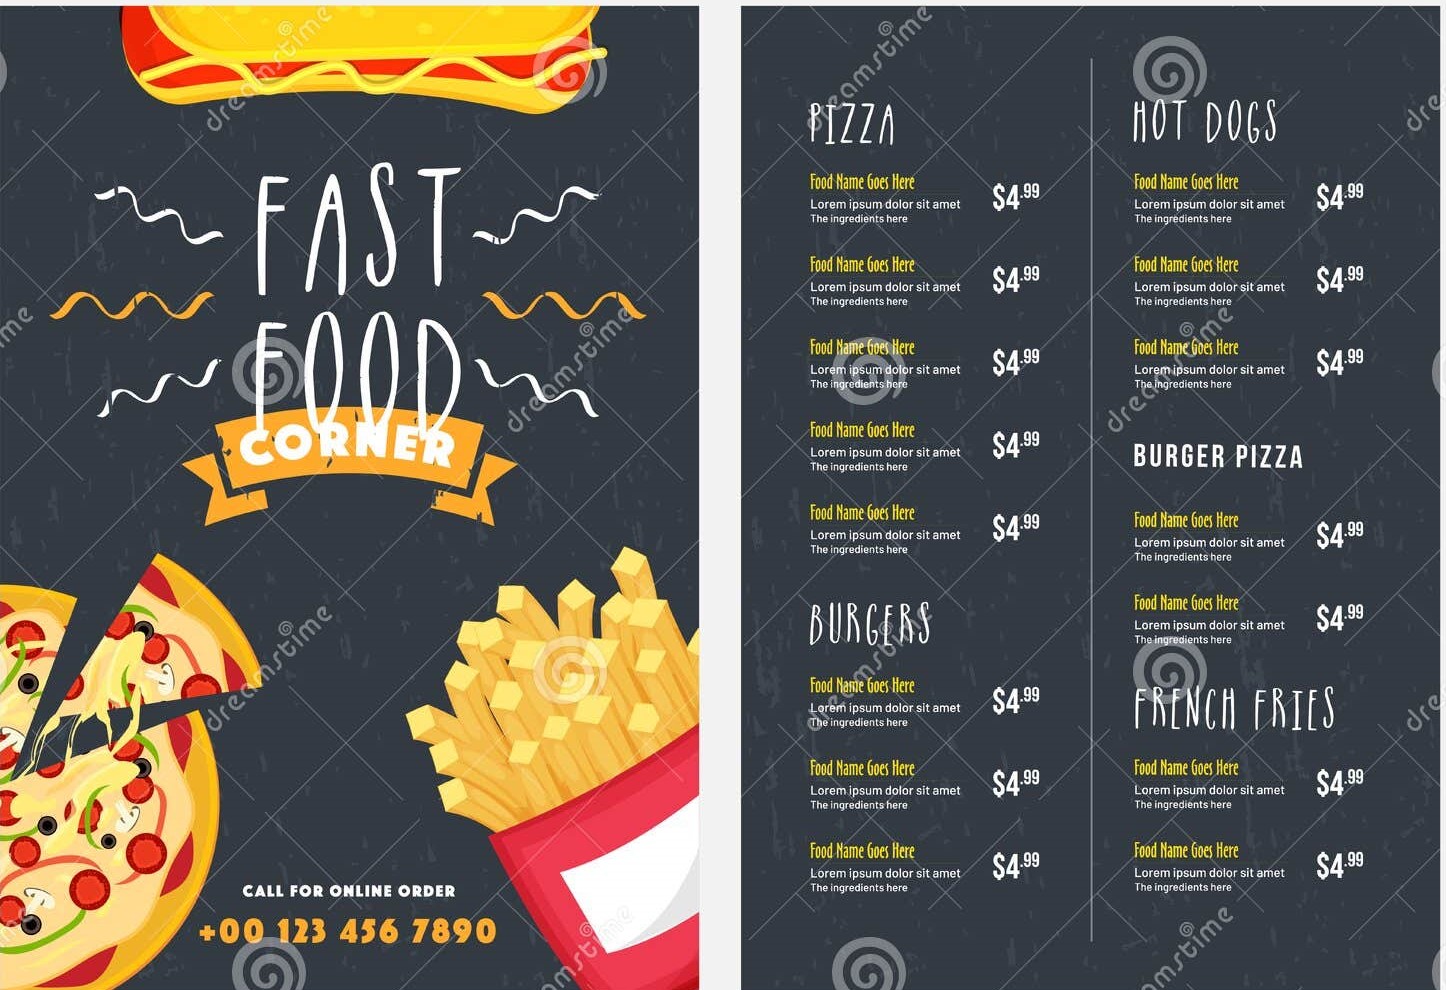 FAST
FOOD
CORNER
CALL FOR ONLINE ORDER
+00 123 456 7890
PIZZA
Food Name Goes Here
Lorem ipsum dolor sit amet
The ingredients here
$4.99
Food Name Goes Here
Lorem ipsum dolor sit amet
The ingredients here
$4.99
Food Name Goes Here
Lorem ipsum dolor sit amet
The ingredients here
$4.99
Food Name Goes Here
Lorem ipsum dolor sit amet
The ingredients here
$4.99
Food Name Goes Here
Lorem ipsum dolor sit amet
The ingredients here
$4.99
BURGERS
Food Name Goes Here
Lorem ipsum dolor sit amet
The ingredients here
$4.99
Food Name Goes Here
Lorem ipsum dolor sit amet
The ingredients here
$4.99
Food Name Goes Here
Lorem ipsum dolor sit amet
The ingredients here
$4.99
HOT DOGS
Food Name Goes Here
Lorem ipsum dolor sit amet
The ingredients here
$4.99
Food Name Goes Here
Lorem ipsum dolor sit amet
The ingredients here
$4.99
Food Name Goes Here
Lorem ipsum dolor sit amet
The ingredients here
$4.99
BURGER PIZZA
Food Name Goes Here
Lorem ipsum dolor sit amet
The ingredients here
$4.99
Food Name Goes Here
Lorem ipsum dolor sit amet
The ingredients here
$4.99
FRENCH FRIES
Food Name Goes Here
Lorem ipsum dolor sit amet
The ingredients here
$4.99
Food Name Goes Here
Lorem ipsum dolor sit amet
The ingredients here
$4.99
dreamstime
dreamstime
dreamstime
dreamstime
dreamstime
dreamstime
dreamstime